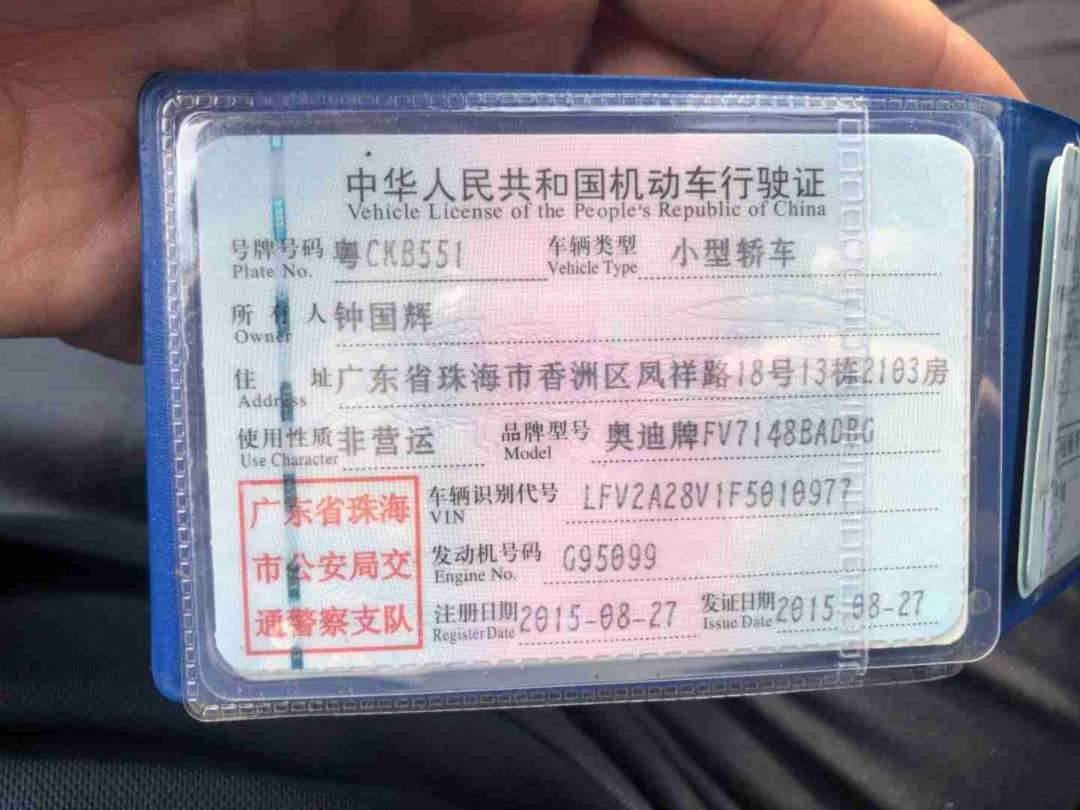 中华人民共和国机动车行驶证
Vehicle License of the People's Republic of China
号牌号码 粤CKB551 车辆类型 小型轿车
Plate No. Vehicle Type
所有人 钟国辉
Owner
住址 广东省珠海市香洲区凤祥路18号13栋2103房
Address
使用性质 非营运 品牌型号 奥迪牌FV7148BADBG
Use Character Model
广东省珠海
市公安局交
通警察支队
车辆识别代号 LFV2A28V1F5010977
VIN
发动机号码 G95099
Engine No.
注册日期 2015-08-27 发证日期 2015-08-27
Register Date Issue Date